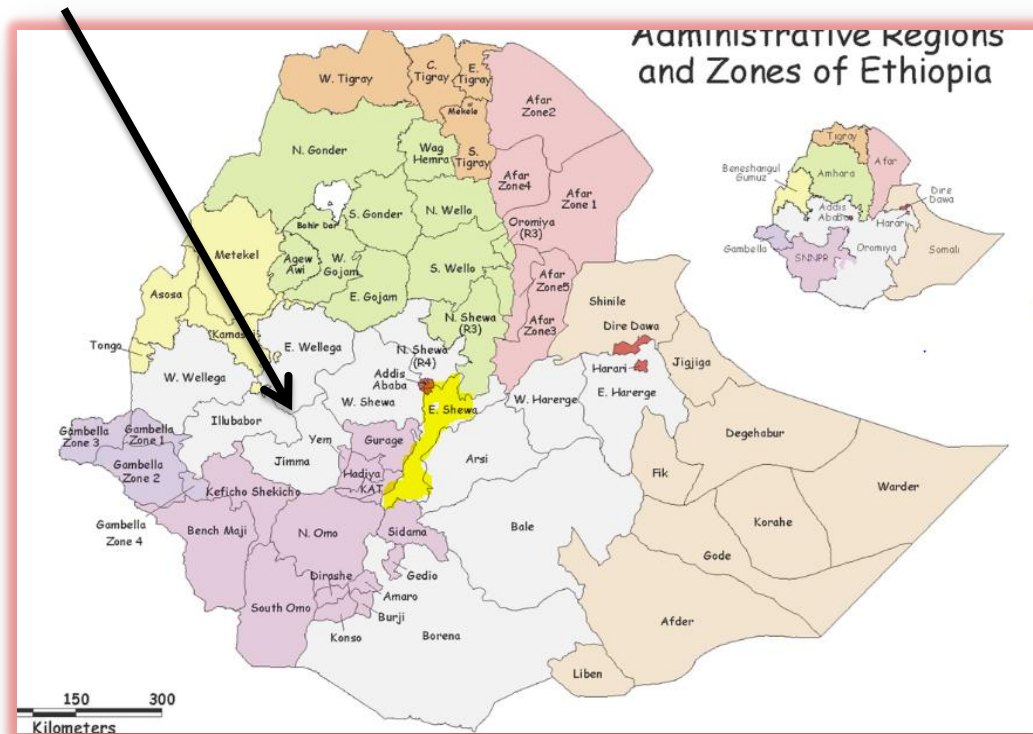 Administrative Regions
and Zones of Ethiopia
W. Tigray
C.
Tigray
E.
Tigray
Mekele
S.
Tigray
Afar
Zone2
N. Gonder
Wag
Hemra
Afar
Zone4
Afar
Zone 1
Bahir Dar
S. Gonder
N. Wello
Oromiya
(R3)
Metekel
Agew
Awi
W.
Gojam
S. Wello
Afar
Zone5
Asosa
E. Gojam
N. Shewa
(R3)
Afar
Zone3
Shinile
Kamashi
Tongo
E. Wellega
N. Shewa
(R4)
Dire Dawa
Addis
Ababa
Harari
Jigjiga
W. Wellega
W. Shewa
E. Shewa
W. Harerge
E. Harerge
Illubabor
Gambella
Zone 3
Gambella
Zone 1
Yem
Gurage
Degehabur
Jimma
Arsi
Gambella
Zone 2
Hadiya
KAT
Fik
Warder
Keficho Shekicho
Gambella
Zone 4
Bench Maji
N. Omo
Sidama
Bale
Korahe
Gode
Dirashe
Gedio
Amaro
South Omo
Burji
Konso
Borena
Afder
Liben
Tigray
Beneshangul
Gumuz
Amhara
Afar
Dire
Dawa
Addis
Ababa
Harari
Gambella
SNNPR
Oromiya
Somali
150
300
Kilometers